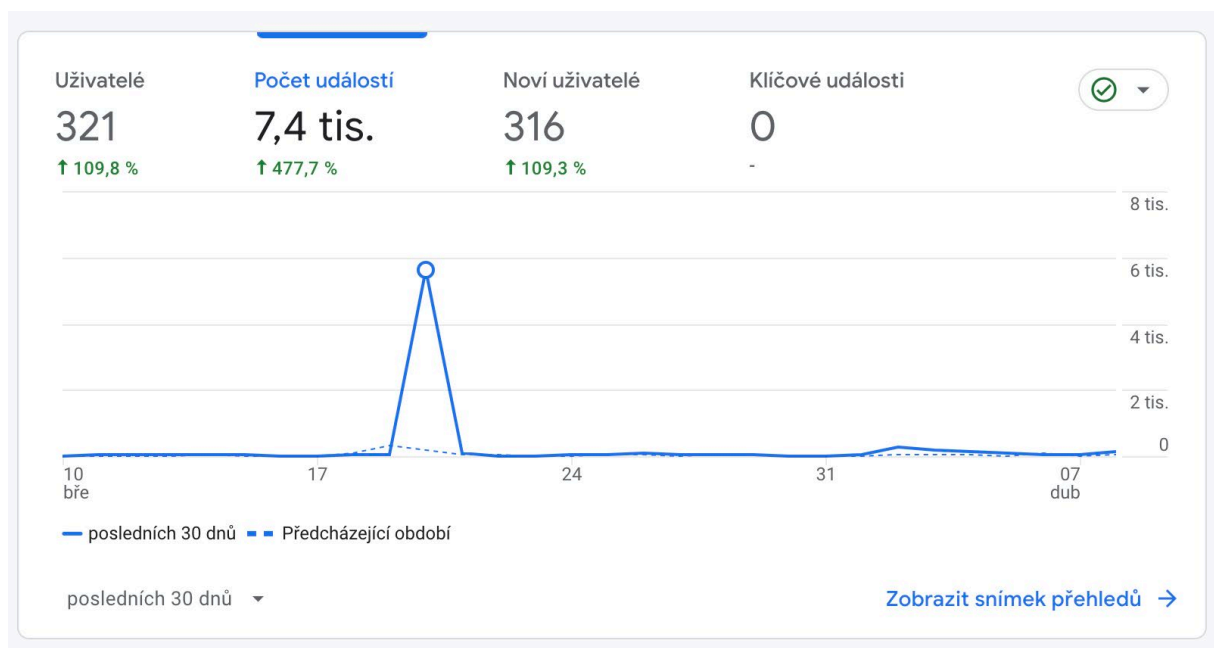 Uživatelé Počet událostí Noví uživatelé Klíčové události
321 7,4 tis. 316 0
↑ 109,8 % ↑ 477,7 % ↑ 109,3 % -
8 tis.
6 tis.
4 tis.
2 tis.
0
10 17 24 31 07
bře dub
posledních 30 dnů Předcházející období
posledních 30 dnů Zobrazit snímek přehledů →